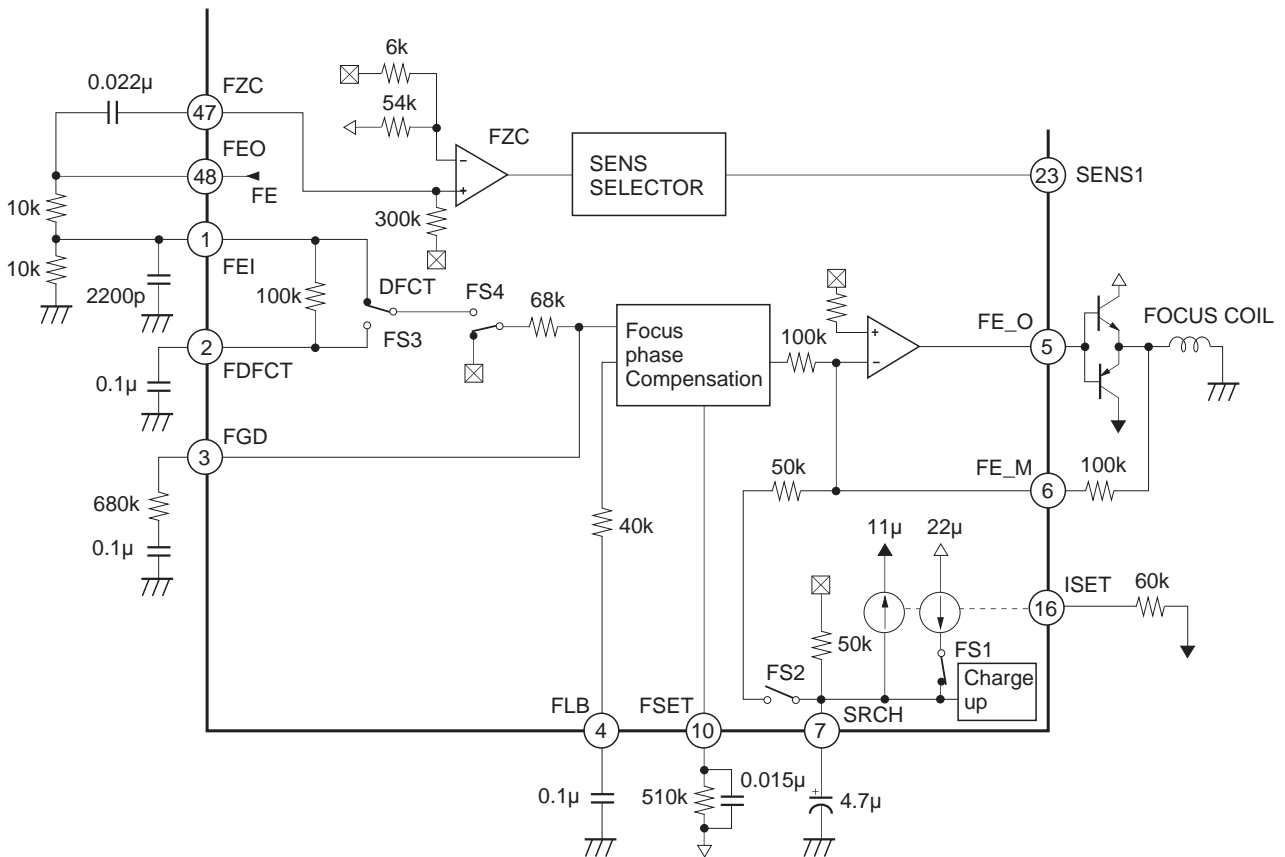 6k
0.022µ
FZC
47
54k
FZC
FEO
48
FE
SENS
SELECTOR
23
SENS1
10k
300k
1
FEI
10k
2200p
100k
DFCT
FS4
68k
FS3
2
FDFCT
0.1µ
Focus
phase
Compensation
100k
FE_O
5
FOCUS COIL
FGD
3
680k
0.1µ
50k
FE_M
6
100k
40k
11µ
22µ
ISET
16
60k
50k
FS1
FS2
Charge
up
FLB
4
FSET
10
SRCH
7
0.1µ
510k
0.015µ
+
4.7µ